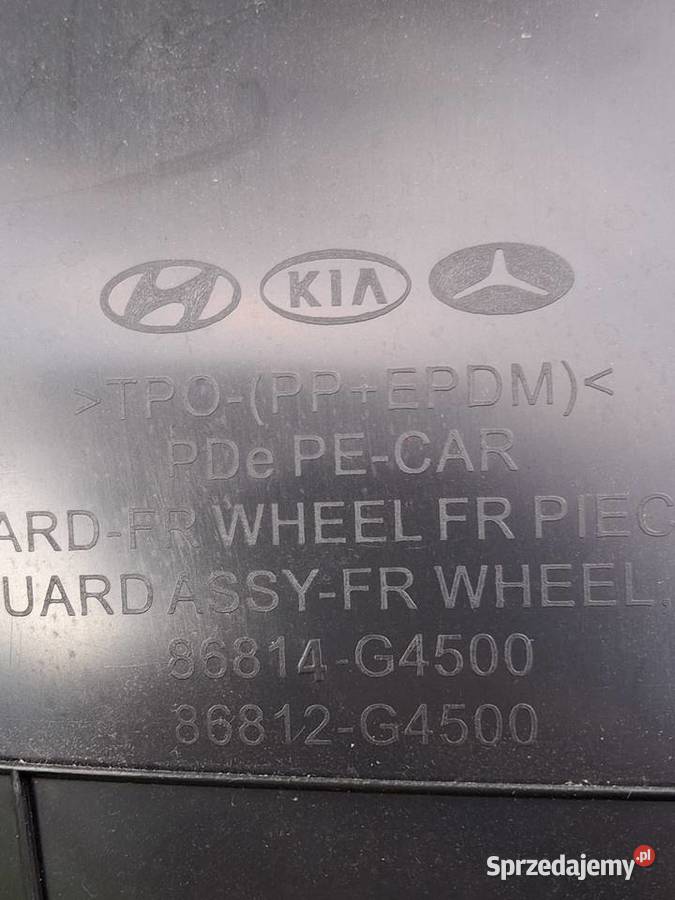 KIA
>TPO-(PP+EPDM)<
PDe PE-CAR
ARD-FR WHEEL FR PIEC
UARD ASSY-FR WHEEL,
86814-G4500
86812-G4500
Sprzedajemy.pl